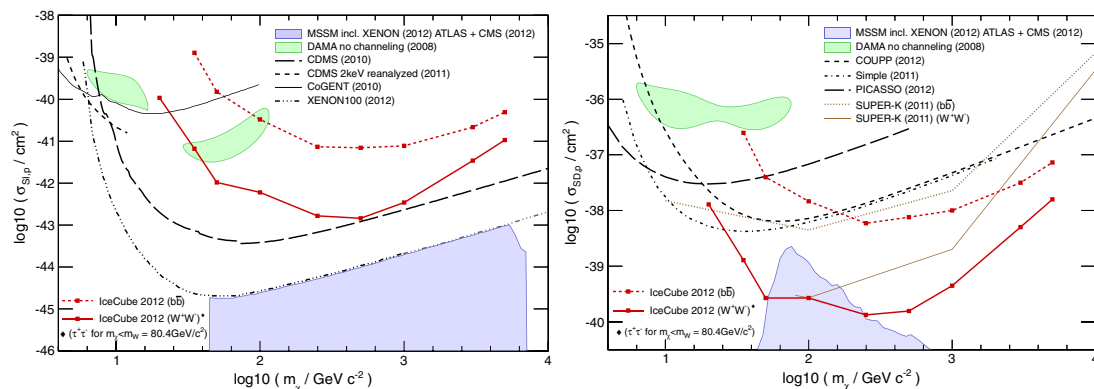 MSSM incl. XENON (2012) ATLAS + CMS (2012)
DAMA no channeling (2008)
CDMS (2010)
CDMS 2keV reanalyzed (2011)
CoGENT (2010)
XENON100 (2012)
-39
-40
-41
-42
-43
-44
-45
-46
log10 ( σSI,p / cm² )
IceCube 2012 (bb̄)
IceCube 2012 (W⁺W⁻)♦
♦ (τ⁺τ⁻ for mχ<mW = 80.4GeV/c²)
1 2 3 4
log10 ( mχ / GeV c⁻² )
MSSM incl. XENON (2012) ATLAS + CMS (2012)
DAMA no channeling (2008)
COUPP (2012)
Simple (2011)
PICASSO (2012)
SUPER-K (2011) (bb̄)
SUPER-K (2011) (W⁺W⁻)
-35
-36
-37
-38
-39
-40
log10 ( σSD,p / cm² )
IceCube 2012 (bb̄)
IceCube 2012 (W⁺W⁻)♦
♦ (τ⁺τ⁻ for mχ<mW = 80.4GeV/c²)
1 2 3 4
log10 ( mχ / GeV c⁻² )